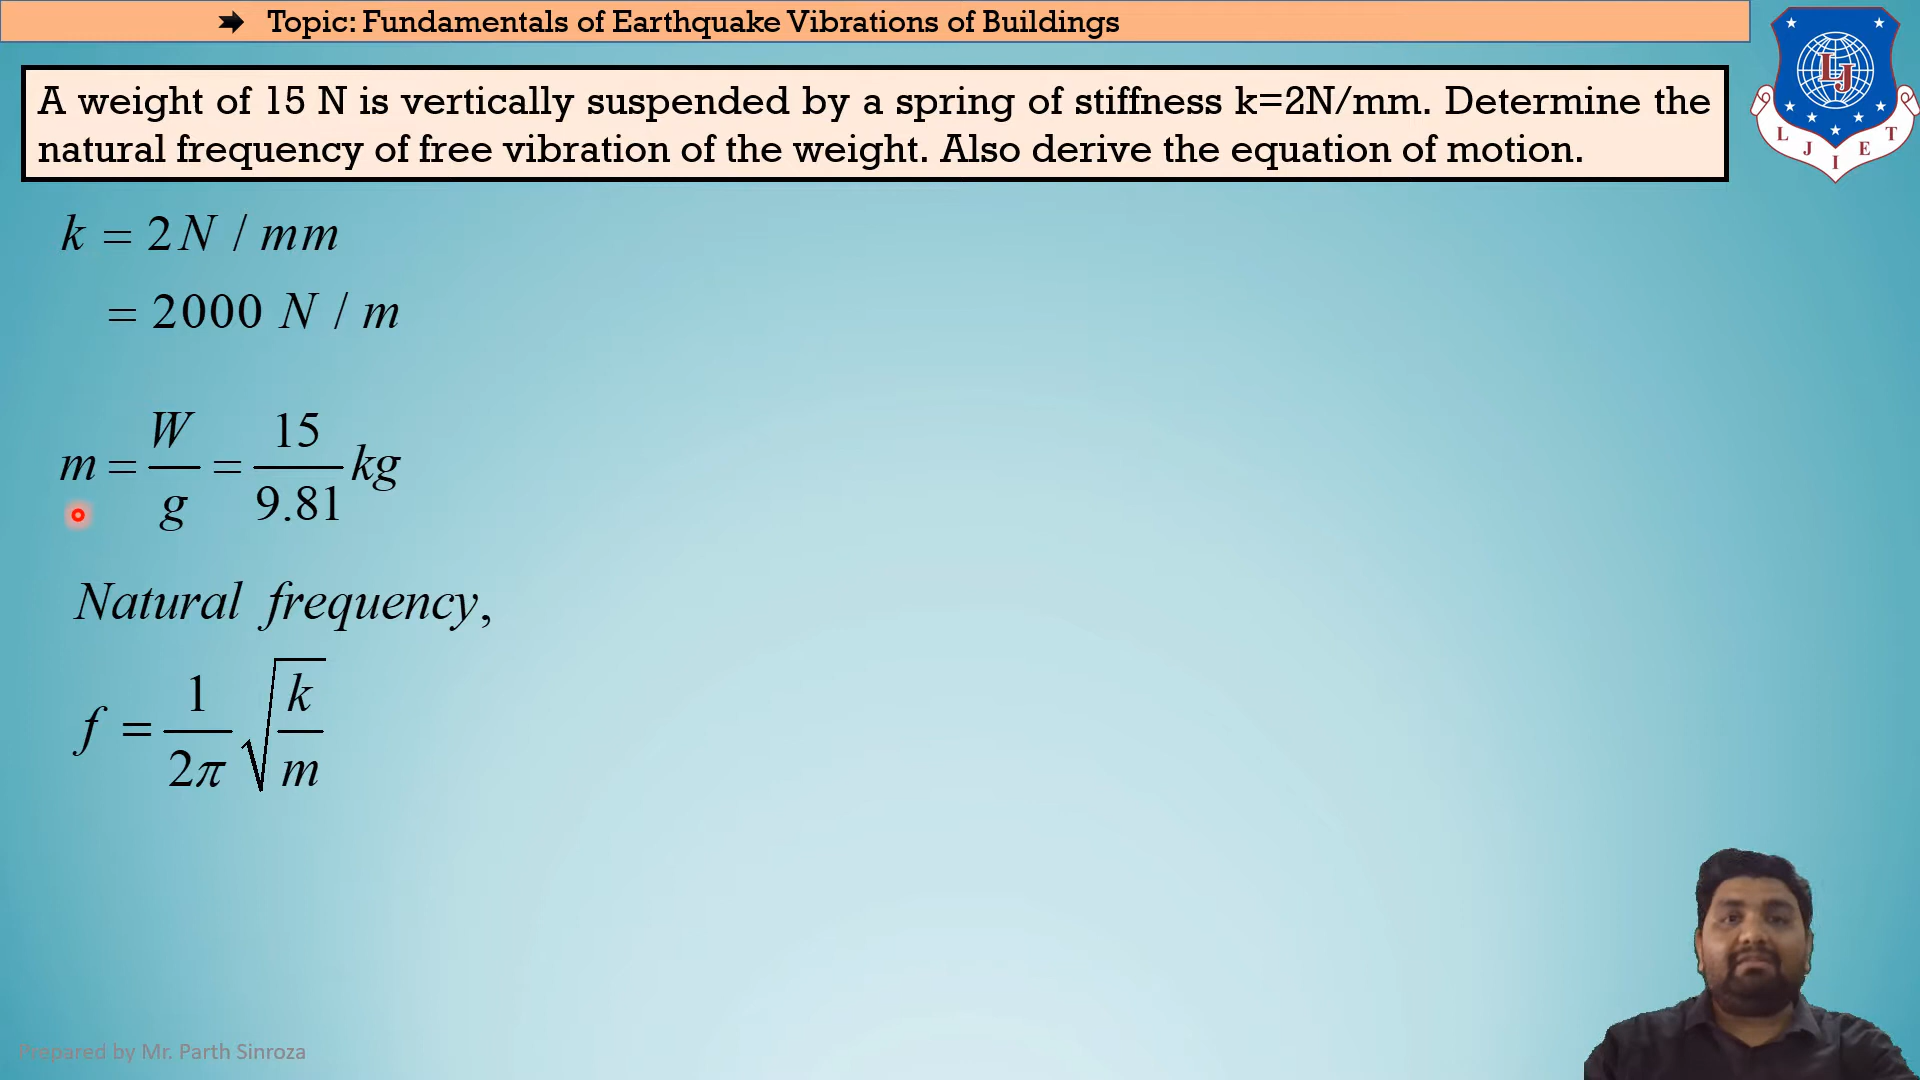 ➡ Topic: Fundamentals of Earthquake Vibrations of Buildings
A weight of 15 N is vertically suspended by a spring of stiffness k=2N/mm. Determine the
natural frequency of free vibration of the weight. Also derive the equation of motion.
LJ
L J I E T
k = 2 N / mm
= 2000 N / m
m = W/g = 15/9.81 kg
Natural frequency,
f = 1/2π √(k/m)
Prepared by Mr. Parth Sinroza